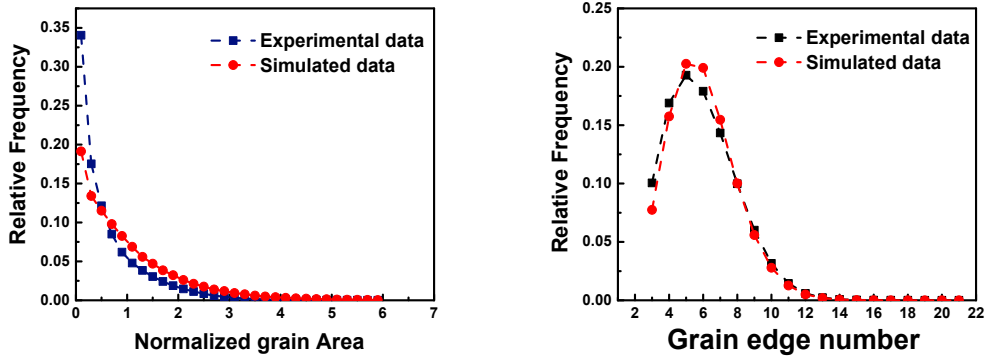 Relative Frequency
0.35
0.30
0.25
0.20
0.15
0.10
0.05
0.00
Experimental data
Simulated data
0 1 2 3 4 5 6 7
Normalized grain Area
Relative Frequency
0.25
0.20
0.15
0.10
0.05
0.00
Experimental data
Simulated data
2 4 6 8 10 12 14 16 18 20 22
Grain edge number